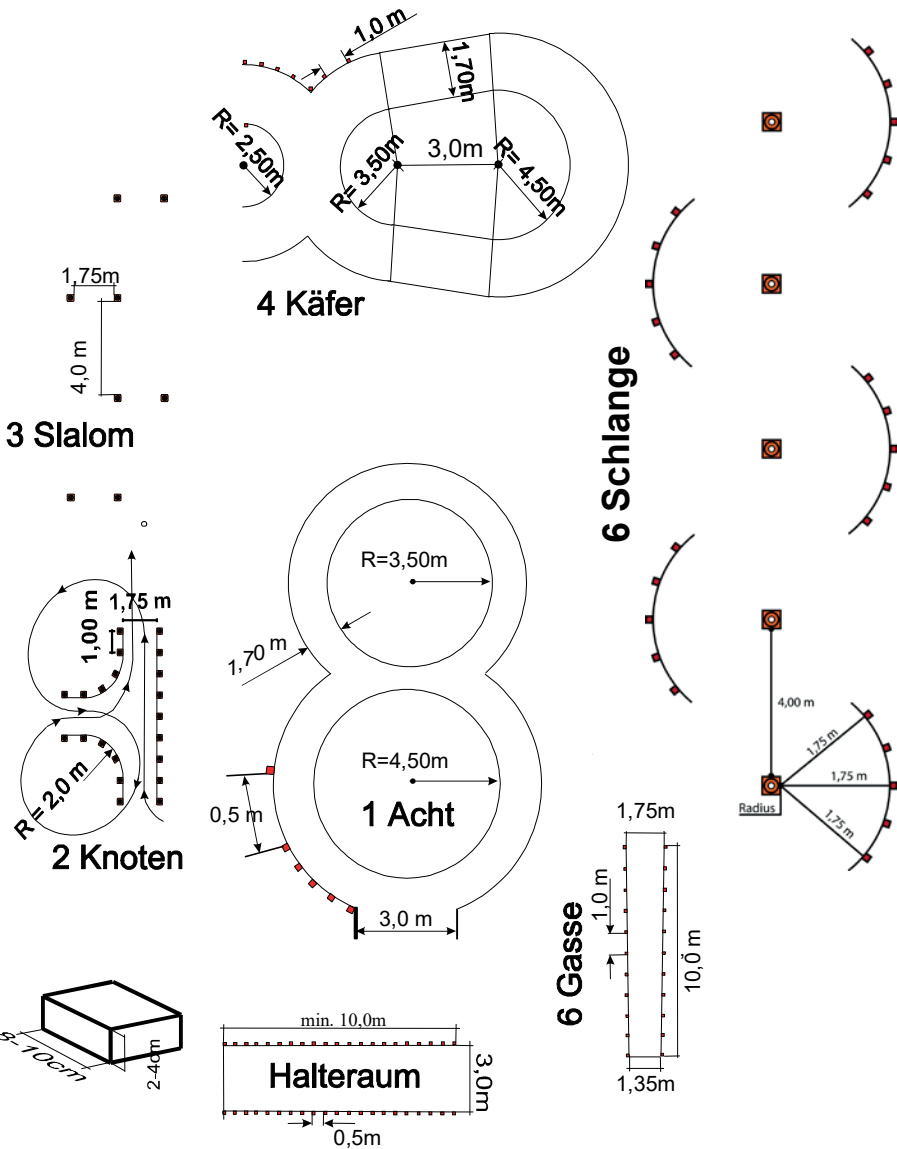 1,0 m
1,70m
R= 2,50m
R= 3,50m
3,0m
R= 4,50m
4 Käfer
1,75m
4,0 m
3 Slalom
6 Schlange
R=3,50m
1,75 m
1,00 m
1,70 m
4,00 m
R=4,50m
1,75 m
1,75 m
1,75 m
Radius
R = 2,0 m
0,5 m
1 Acht
2 Knoten
1,75m
3,0 m
1,0 m
6 Gasse
10,0 m
8-10cm
2-4cm
min. 10,0m
Halteraum
3,0m
1,35m
0,5m